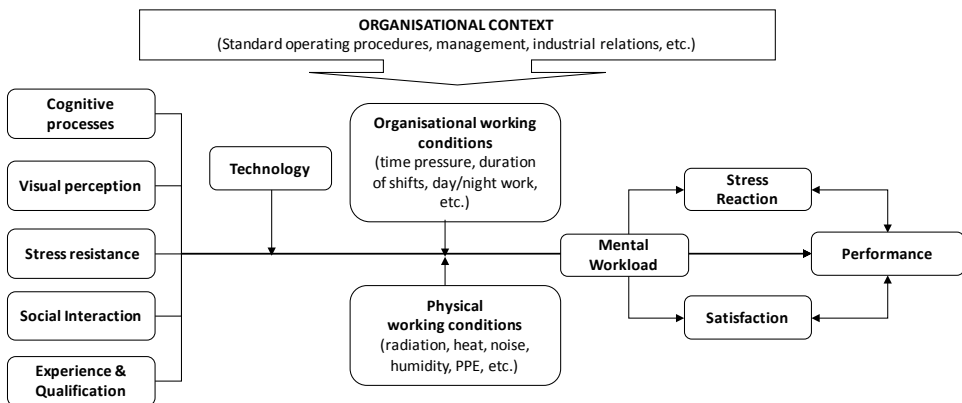 ORGANISATIONAL CONTEXT
(Standard operating procedures, management, industrial relations, etc.)
Cognitive
processes
Visual perception
Stress resistance
Social Interaction
Experience &
Qualification
Technology
Organisational working
conditions
(time pressure, duration
of shifts, day/night work,
etc.)
Physical
working conditions
(radiation, heat, noise,
humidity, PPE, etc.)
Mental
Workload
Stress
Reaction
Satisfaction
Performance